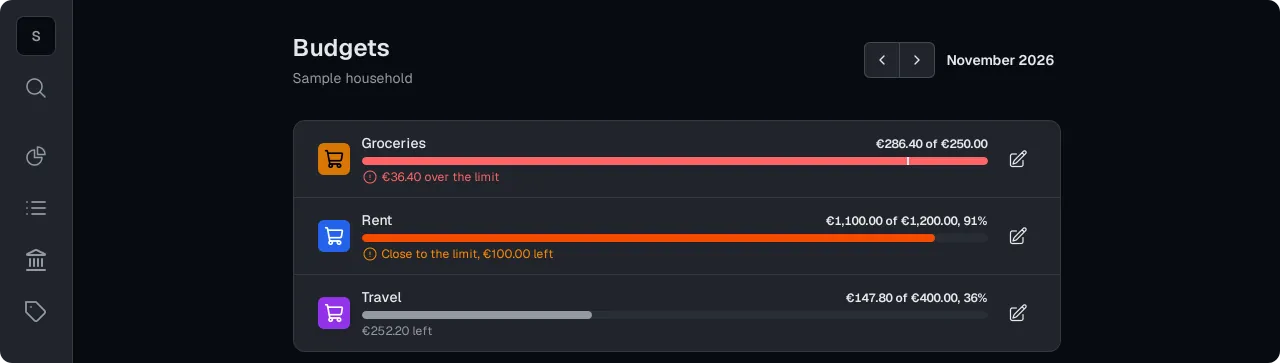 S
Budgets
Sample household
November 2026
Groceries
€286.40 of €250.00
€36.40 over the limit
Rent
€1,100.00 of €1,200.00, 91%
Close to the limit, €100.00 left
Travel
€147.80 of €400.00, 36%
€252.20 left